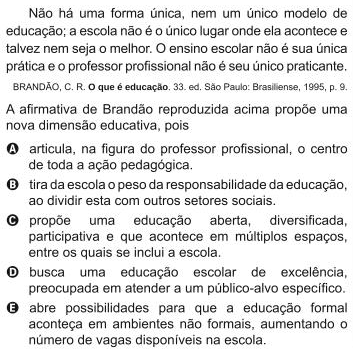 Não há uma forma única, nem um único modelo de
educação; a escola não é o único lugar onde ela acontece e
talvez nem seja o melhor. O ensino escolar não é sua única
prática e o professor profissional não é seu único praticante.
BRANDÃO, C. R. O que é educação. 33. ed. São Paulo: Brasiliense, 1995, p. 9.
A afirmativa de Brandão reproduzida acima propõe uma
nova dimensão educativa, pois
A articula, na figura do professor profissional, o centro
de toda a ação pedagógica.
B tira da escola o peso da responsabilidade da educação,
ao dividir esta com outros setores sociais.
C propõe uma educação aberta, diversificada,
participativa e que acontece em múltiplos espaços,
entre os quais se inclui a escola.
D busca uma educação escolar de excelência,
preocupada em atender a um público-alvo específico.
E abre possibilidades para que a educação formal
aconteça em ambientes não formais, aumentando o
número de vagas disponíveis na escola.